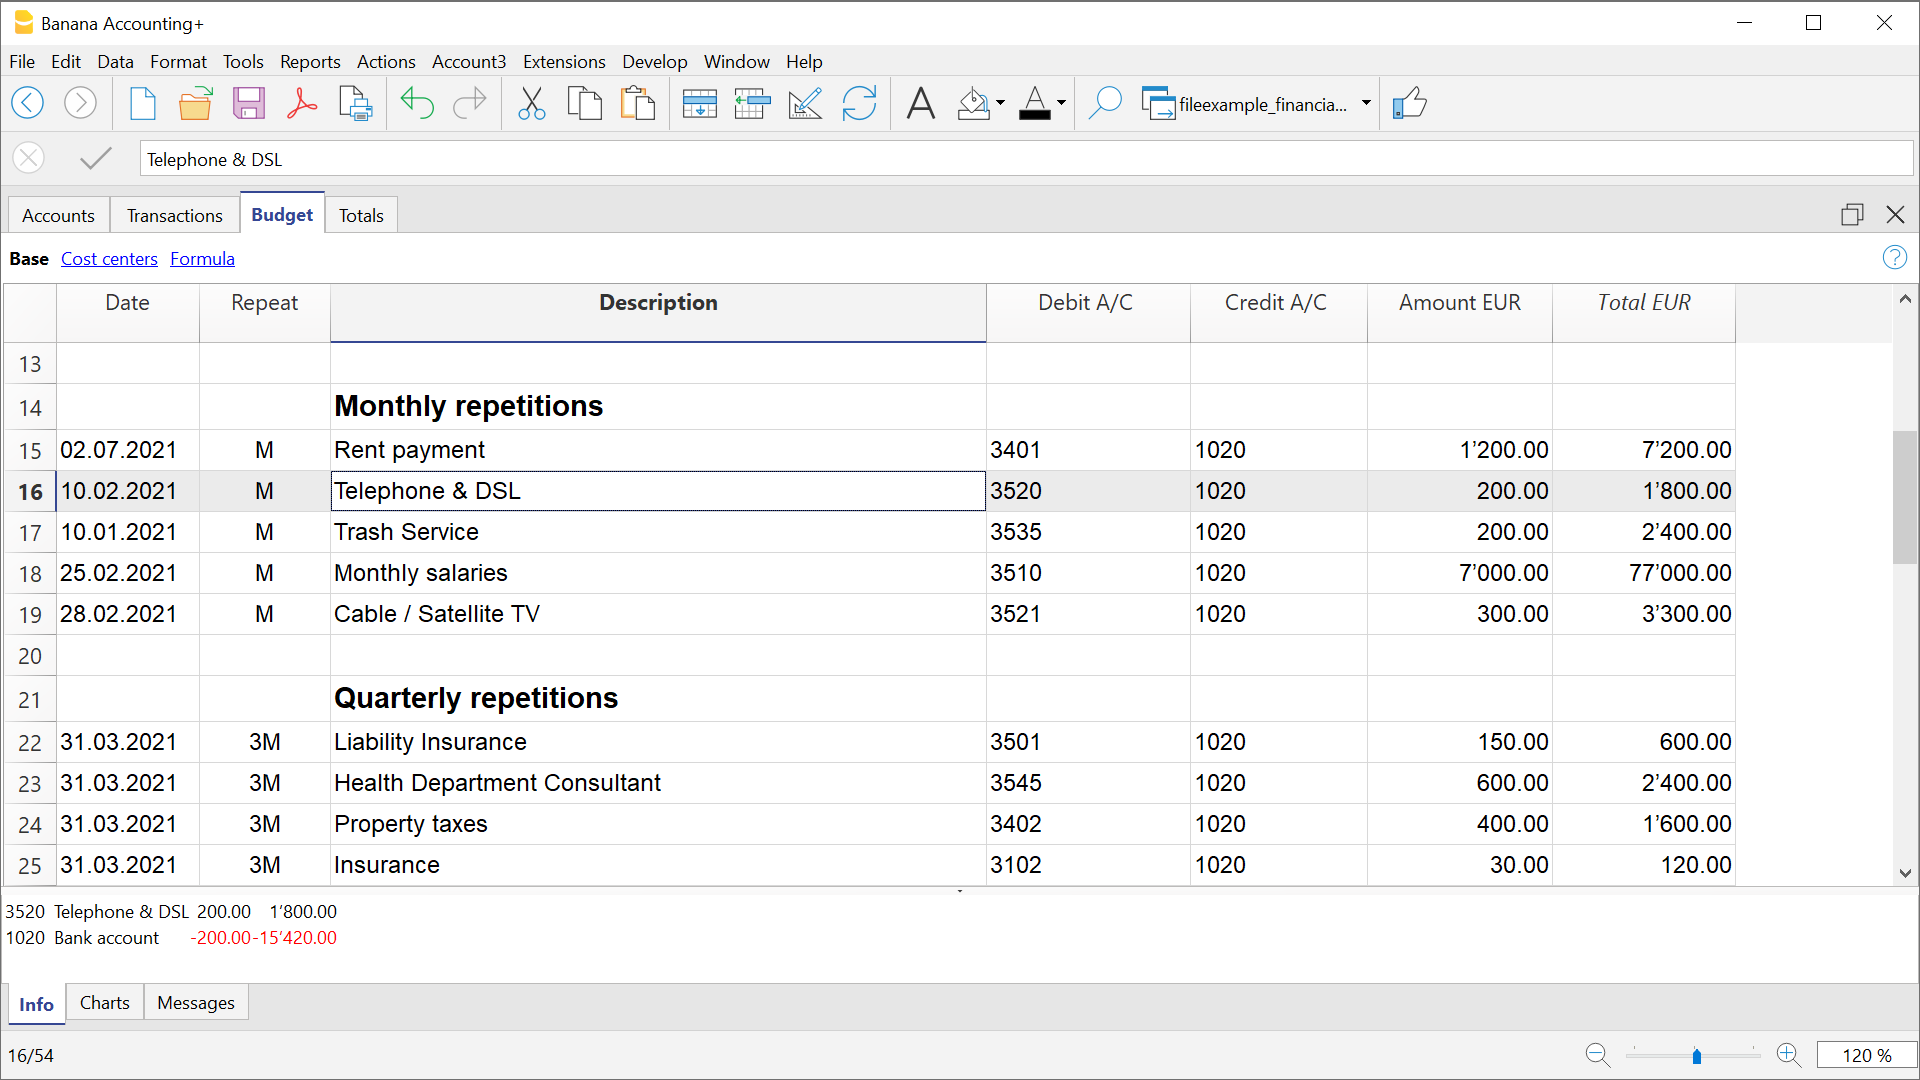 Banana Accounting+
File Edit Data Format Tools Reports Actions Account3 Extensions Develop Window Help
fileexample_financia...
Telephone & DSL
Accounts Transactions Budget Totals
Base Cost centers Formula
Date Repeat Description Debit A/C Credit A/C Amount EUR Total EUR
13
14 Monthly repetitions
15 02.07.2021 M Rent payment 3401 1020 1’200.00 7’200.00
16 10.02.2021 M Telephone & DSL 3520 1020 200.00 1’800.00
17 10.01.2021 M Trash Service 3535 1020 200.00 2’400.00
18 25.02.2021 M Monthly salaries 3510 1020 7’000.00 77’000.00
19 28.02.2021 M Cable / Satellite TV 3521 1020 300.00 3’300.00
20
21 Quarterly repetitions
22 31.03.2021 3M Liability Insurance 3501 1020 150.00 600.00
23 31.03.2021 3M Health Department Consultant 3545 1020 600.00 2’400.00
24 31.03.2021 3M Property taxes 3402 1020 400.00 1’600.00
25 31.03.2021 3M Insurance 3102 1020 30.00 120.00
3520 Telephone & DSL 200.00 1’800.00
1020 Bank account -200.00 -15’420.00
Info Charts Messages
16/54 120 %